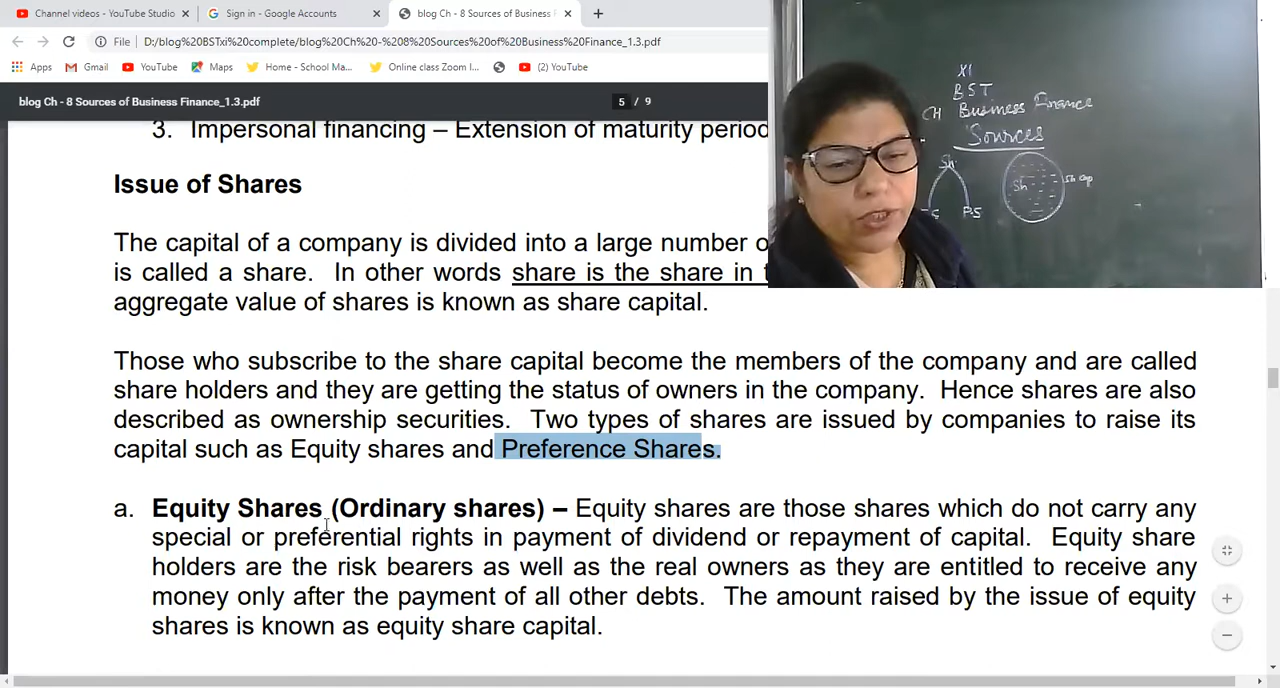 Channel videos - YouTube Studio
Sign in - Google Accounts
blog Ch - 8 Sources of Business F
File D:/blog%20BSTxi%20complete/blog%20Ch%20-%208%20Sources%20of%20Business%20Finance_1.3.pdf
Apps Gmail YouTube Maps Home - School Ma... Online class Zoom l... (2) YouTube
blog Ch - 8 Sources of Business Finance_1.3.pdf 5 / 9
XI
BST
CH Business Finance
Sources
Sh
Sh Sh cap
PS
3. Impersonal financing – Extension of maturity period
Issue of Shares
The capital of a company is divided into a large number o
is called a share. In other words share is the share in t
aggregate value of shares is known as share capital.
Those who subscribe to the share capital become the members of the company and are called
share holders and they are getting the status of owners in the company. Hence shares are also
described as ownership securities. Two types of shares are issued by companies to raise its
capital such as Equity shares and Preference Shares.
a. Equity Shares (Ordinary shares) – Equity shares are those shares which do not carry any
special or preferential rights in payment of dividend or repayment of capital. Equity share
holders are the risk bearers as well as the real owners as they are entitled to receive any
money only after the payment of all other debts. The amount raised by the issue of equity
shares is known as equity share capital.